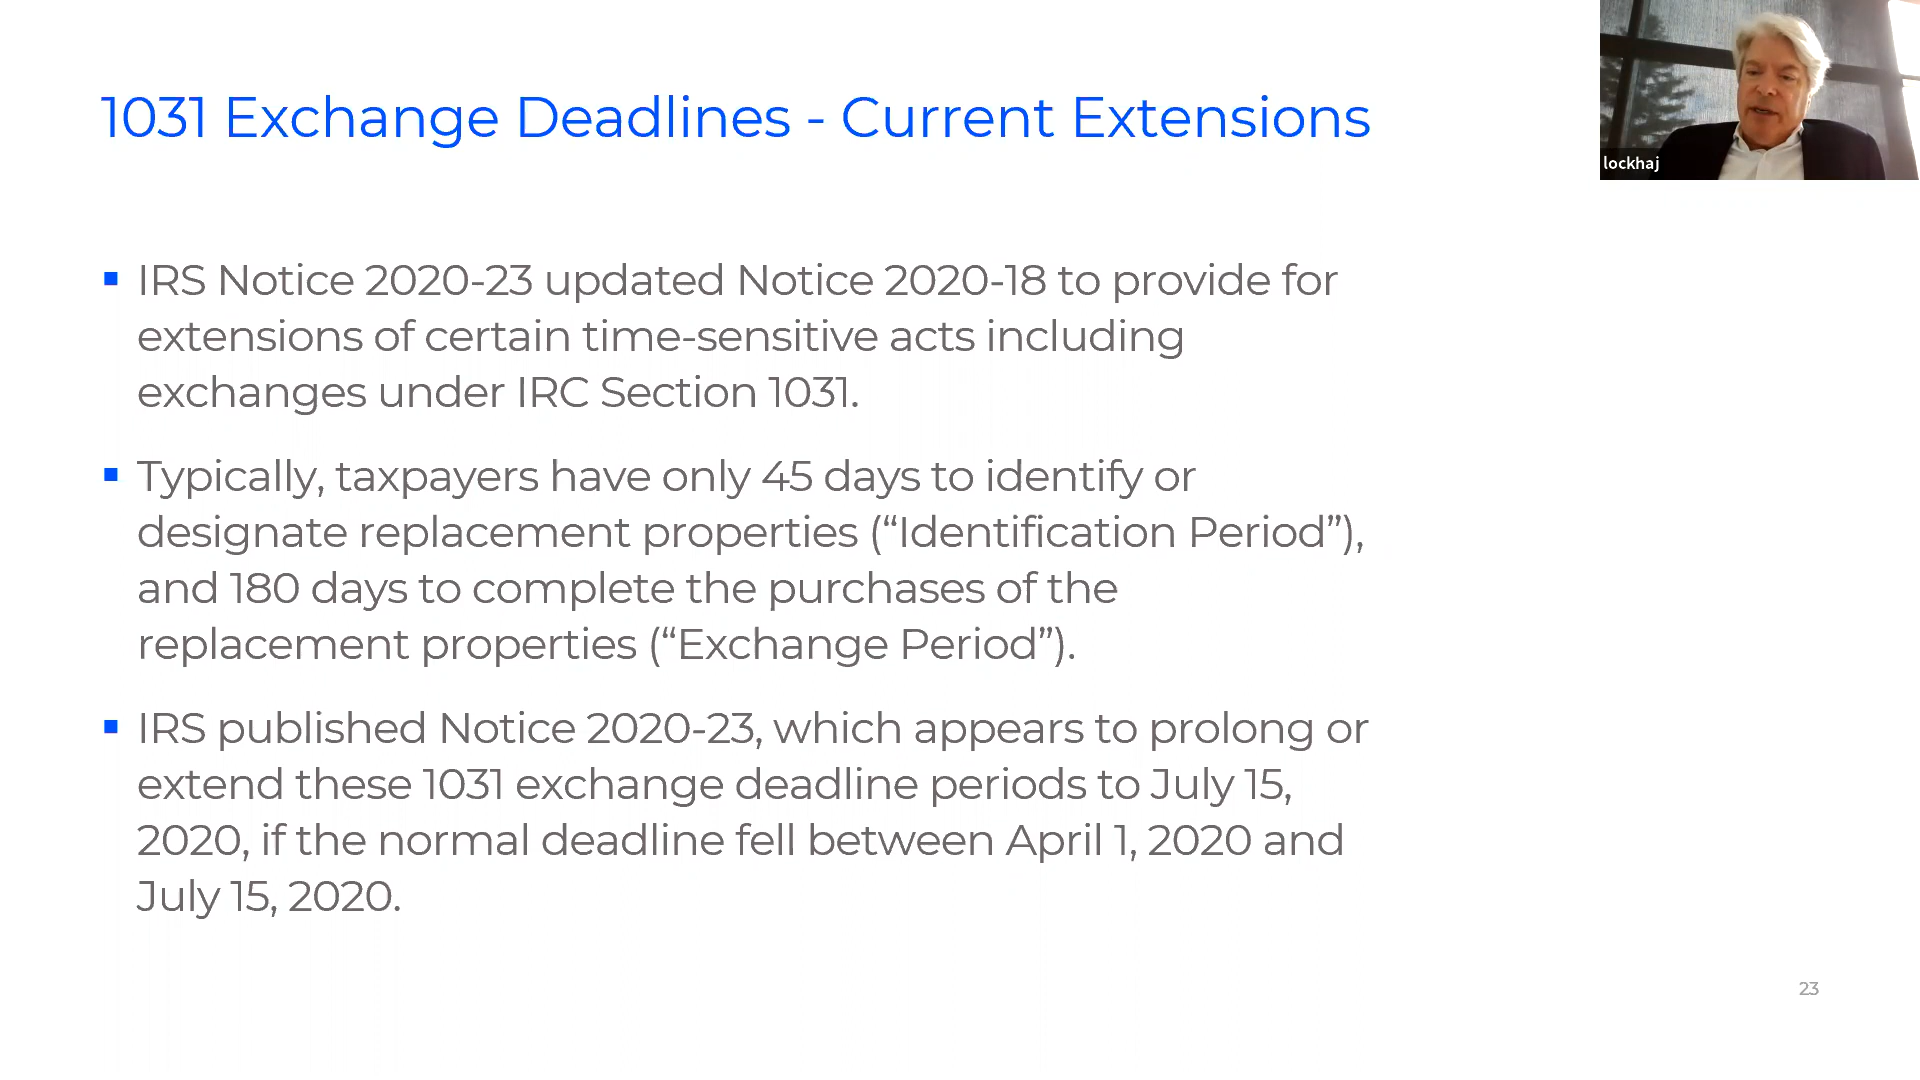 1031 Exchange Deadlines - Current Extensions
lockhaj
▪ IRS Notice 2020-23 updated Notice 2020-18 to provide for
extensions of certain time-sensitive acts including
exchanges under IRC Section 1031.
▪ Typically, taxpayers have only 45 days to identify or
designate replacement properties (“Identification Period”),
and 180 days to complete the purchases of the
replacement properties (“Exchange Period”).
▪ IRS published Notice 2020-23, which appears to prolong or
extend these 1031 exchange deadline periods to July 15,
2020, if the normal deadline fell between April 1, 2020 and
July 15, 2020.
23